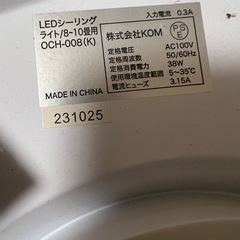 LEDシーリング
ライト/8~10畳用
OCH-008(K)
MADE IN CHINA
入力電流 0.3A
株式会社KOM
定格電圧 AC100V
定格周波数 50/60Hz
定格消費電力 38W
使用環境温度範囲 5~35℃
電流ヒューズ 3.15A
PS
E
231025